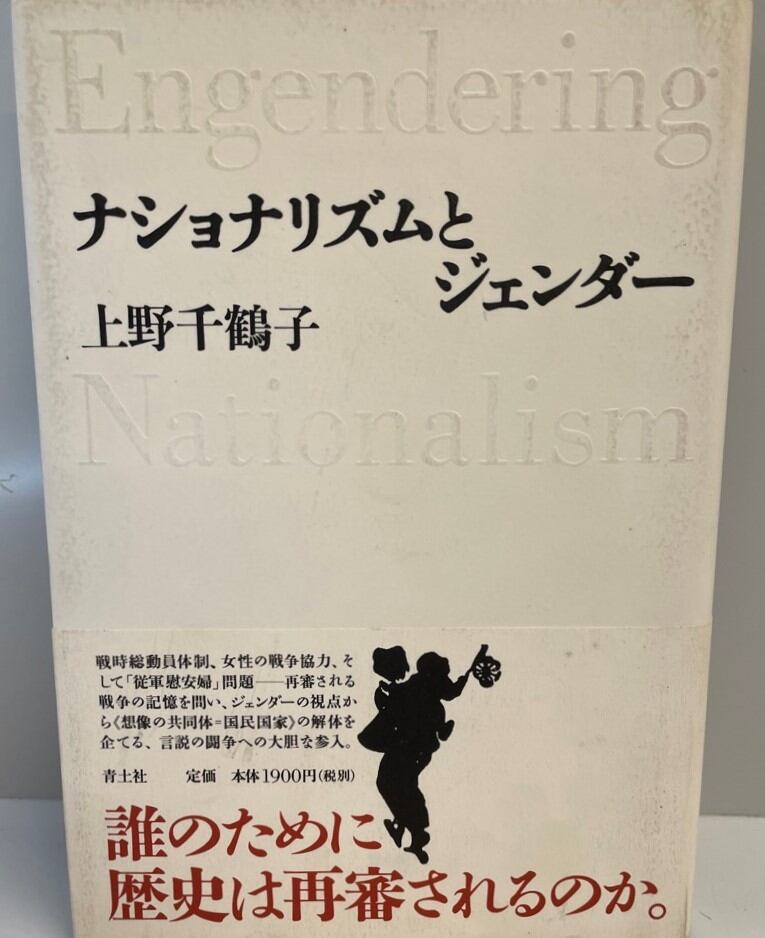 Engendering
ナショナリズムと
ジェンダー
上野千鶴子
Nationalism
戦時総動員体制、女性の戦争協力、そ
して「従軍慰安婦」問題──再審される
戦争の記憶を問い、ジェンダーの視点か
ら《想像の共同体=国民国家》の解体を
企てる、言説の闘争への大胆な参入。
青土社 定価 本体1900円(税別)
誰のために
歴史は再審されるのか。